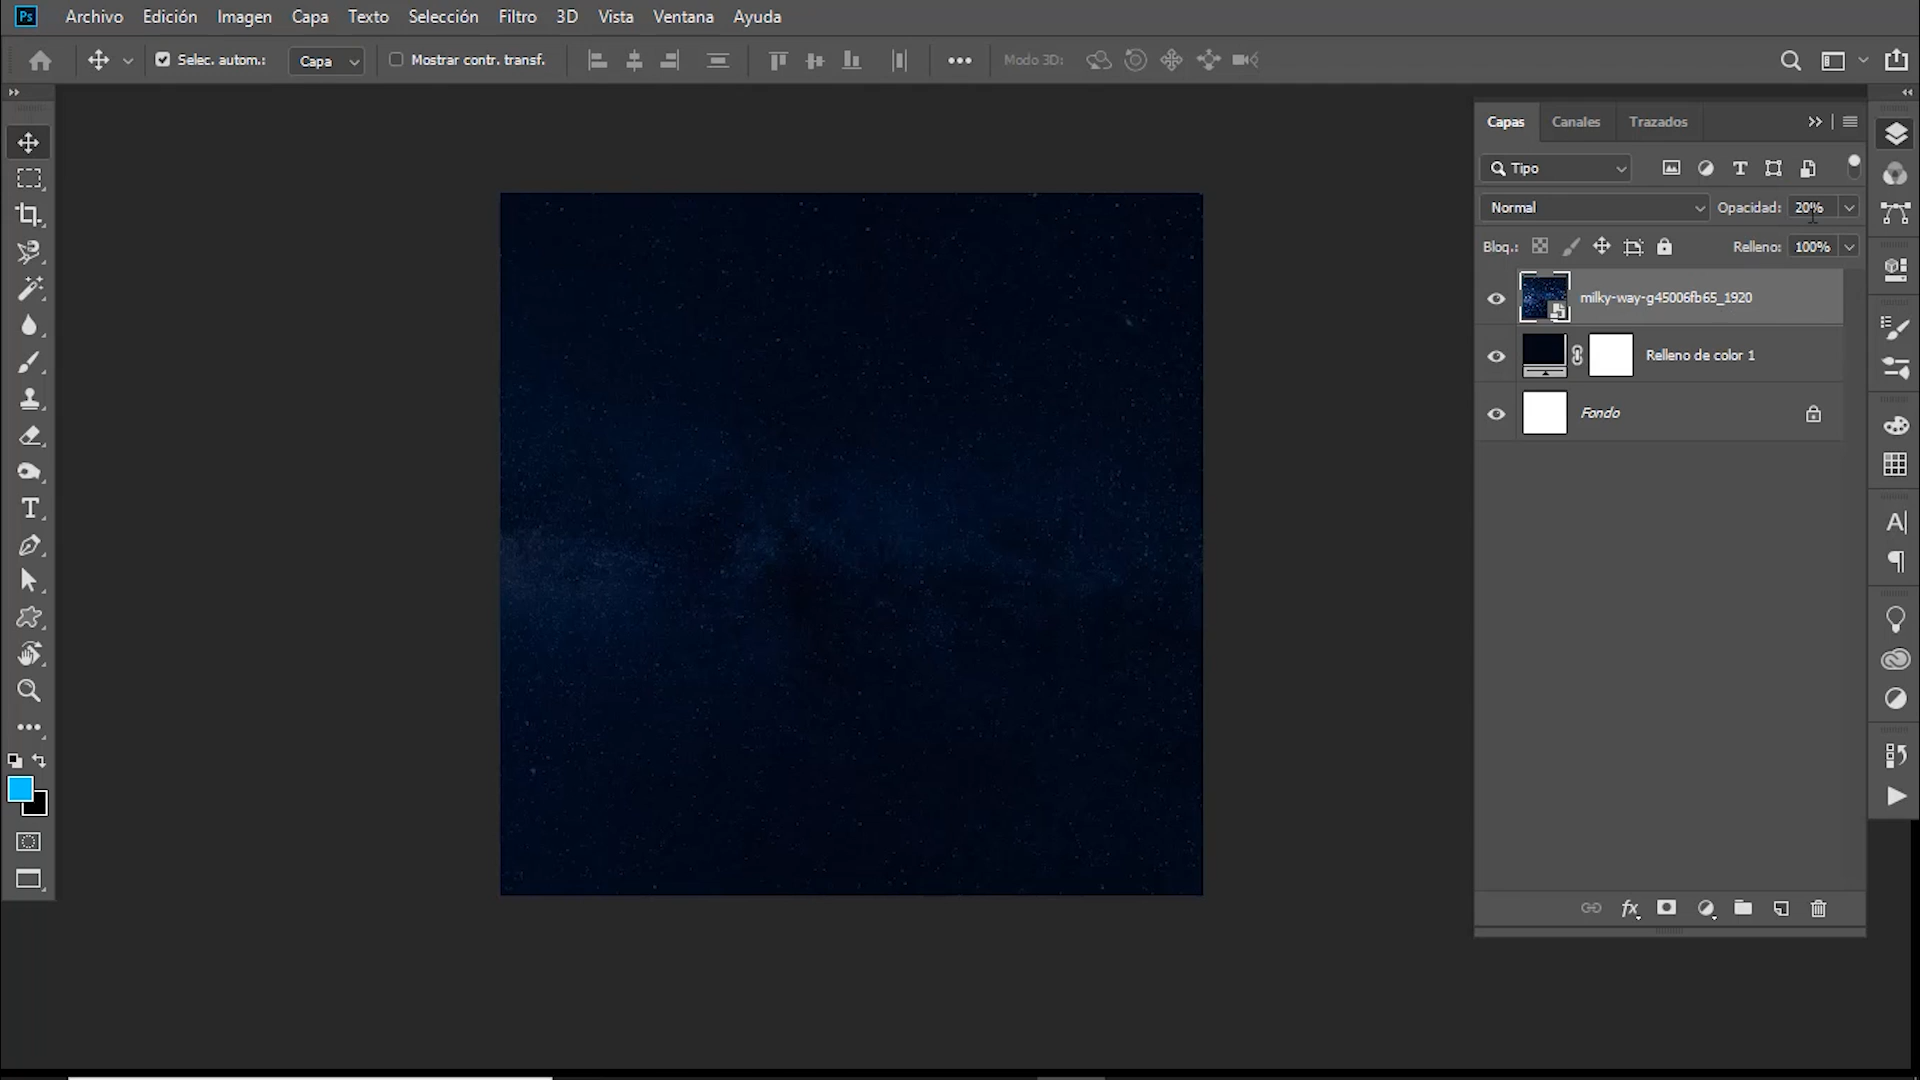 Ps Archivo Edición Imagen Capa Texto Selección Filtro 3D Vista Ventana Ayuda
Selec. autom.: Capa Mostrar contr. transf. Modo 3D:
Capas Canales Trazados
Tipo
Normal Opacidad: 20%
Bloq.: Relleno: 100%
milky-way-g45006fb65_1920
Relleno de color 1
Fondo